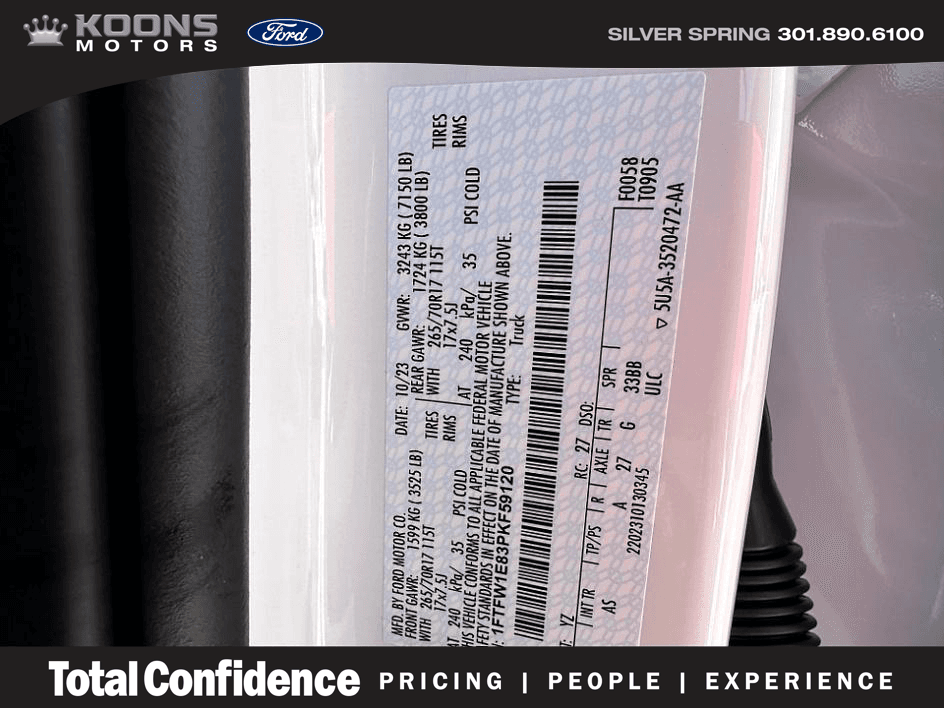 KOONS
MOTORS
Ford
SILVER SPRING 301.890.6100
MFD. BY FORD MOTOR CO.
DATE: 10/23 GVWR: 3243 KG ( 7150 LB)
FRONT GAWR: 1599 KG ( 3525 LB)
REAR GAWR: 1724 KG ( 3800 LB)
WITH 265/70R17 115T TIRES
WITH 265/70R17 115T TIRES
17x7.5J RIMS
17x7.5J RIMS
AT 240 kPa/ 35 PSI COLD
AT 240 kPa/ 35 PSI COLD
HIS VEHICLE CONFORMS TO ALL APPLICABLE FEDERAL MOTOR VEHICLE
FETY STANDARDS IN EFFECT ON THE DATE OF MANUFACTURE SHOWN ABOVE.
: 1FTFW1E83PKF59120
TYPE: Truck
T: YZ
RC: 27 DSO:
F0058
INT TR TP/PS R AXLE TR SPR
T0905
AS A 27 G 33BB
ULC
2202310130345
▽ 5U5A-3520472-AA
Total Confidence
PRICING | PEOPLE | EXPERIENCE